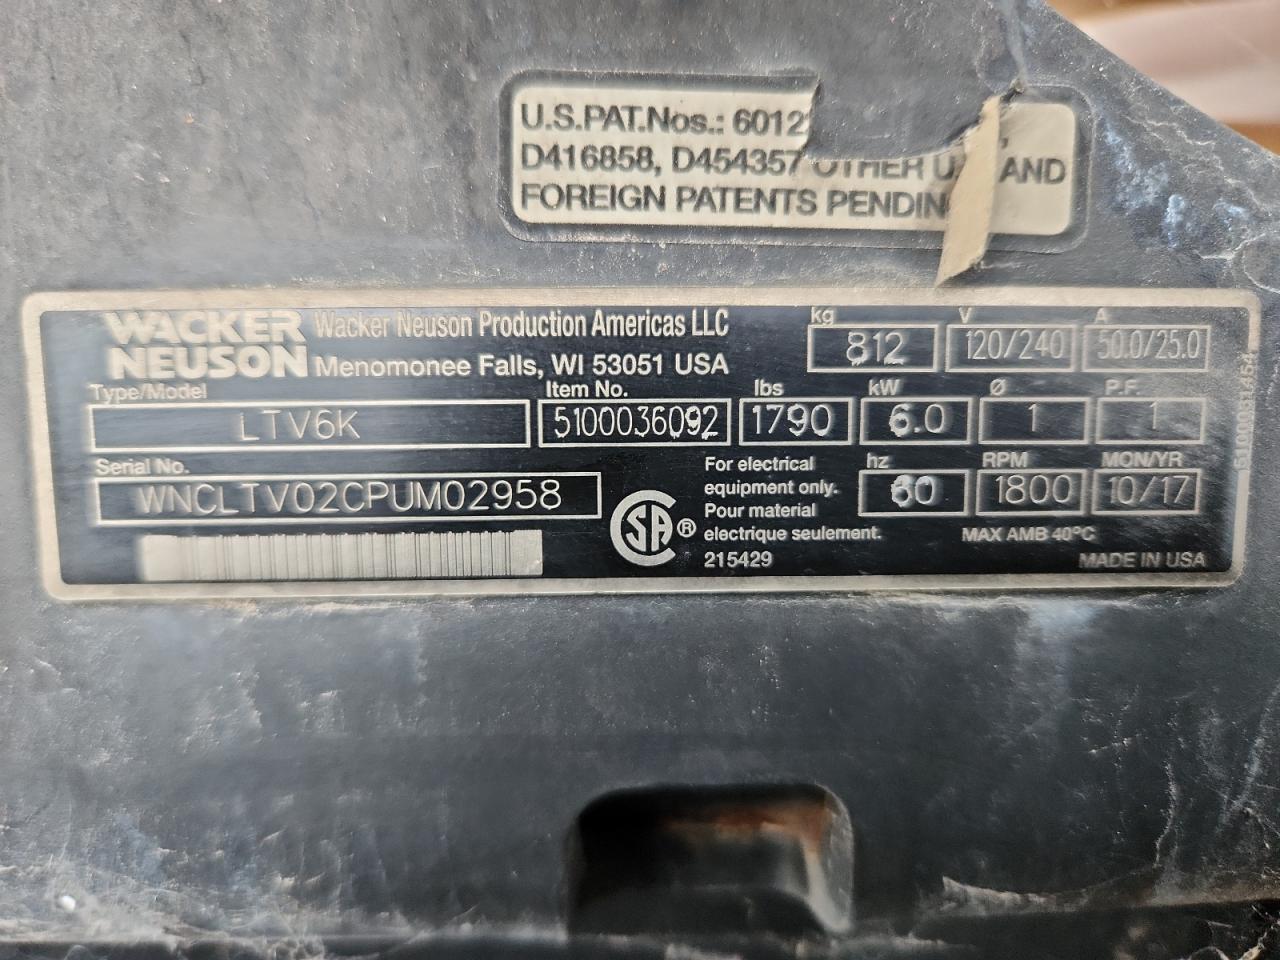 U.S.PAT.Nos.: 6012
D416858, D454357 OTHER U.S. AND
FOREIGN PATENTS PENDIN
WACKER
NEUSON
Wacker Neuson Production Americas LLC
Menomonee Falls, WI 53051 USA
kg
812
V
120/240
A
50.0/25.0
Type/Model
LTV6K
Item No.
5100036092
lbs
1790
kW
6.0
Ø
1
P.F.
1
Serial No.
WNCLTV02CPUM02958
For electrical
equipment only.
Pour material
electrique seulement.
215429
hz
60
RPM
1800
MON/YR
10/17
MAX AMB 40°C
MADE IN USA
CSA®